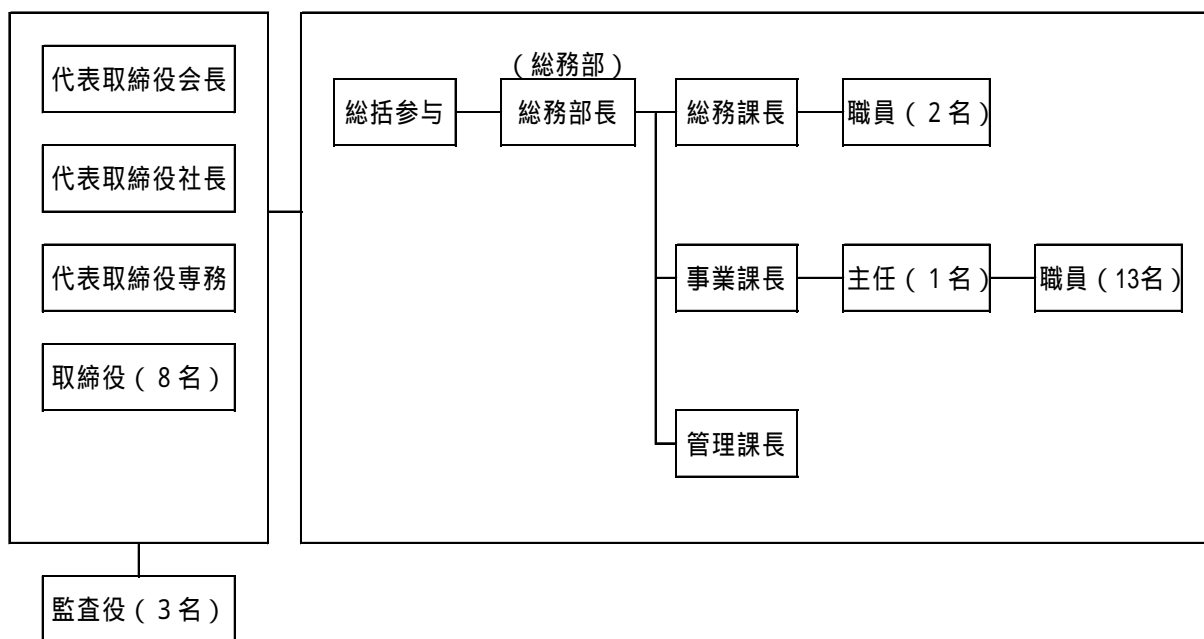 代表取締役会長
代表取締役社長
代表取締役専務
取締役(8名)
監査役(3名)
(総務部)
総括参与
総務部長
総務課長
職員(2名)
事業課長
主任(1名)
職員(13名)
管理課長